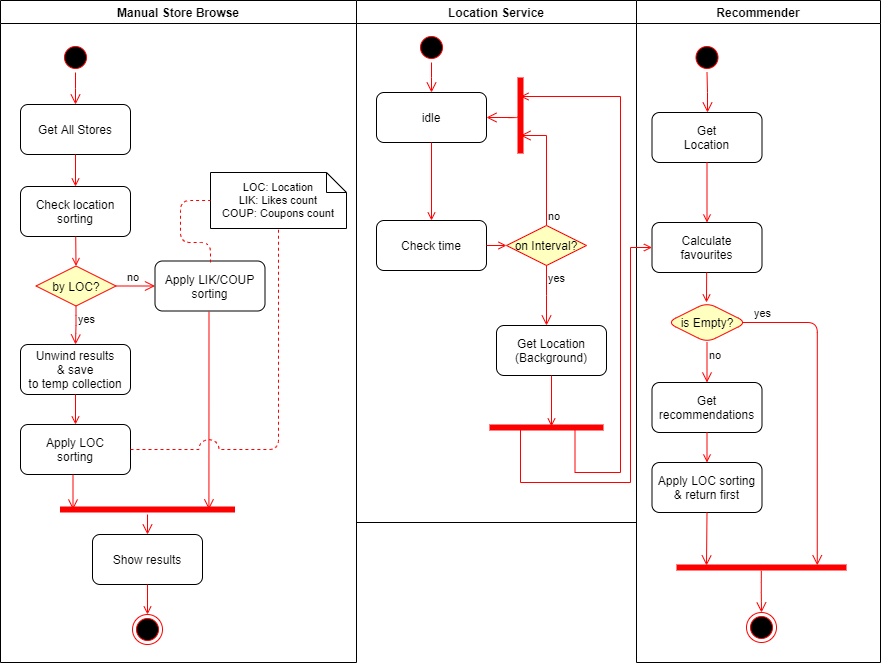 Manual Store Browse
Get All Stores
Check location
sorting
by LOC?
no
yes
Apply LIK/COUP
sorting
LOC: Location
LIK: Likes count
COUP: Coupons count
Unwind results
& save
to temp collection
Apply LOC
sorting
Show results
Location Service
idle
Check time
on Interval?
no
yes
Get Location
(Background)
Recommender
Get
Location
Calculate
favourites
is Empty?
yes
no
Get
recommendations
Apply LOC sorting
& return first